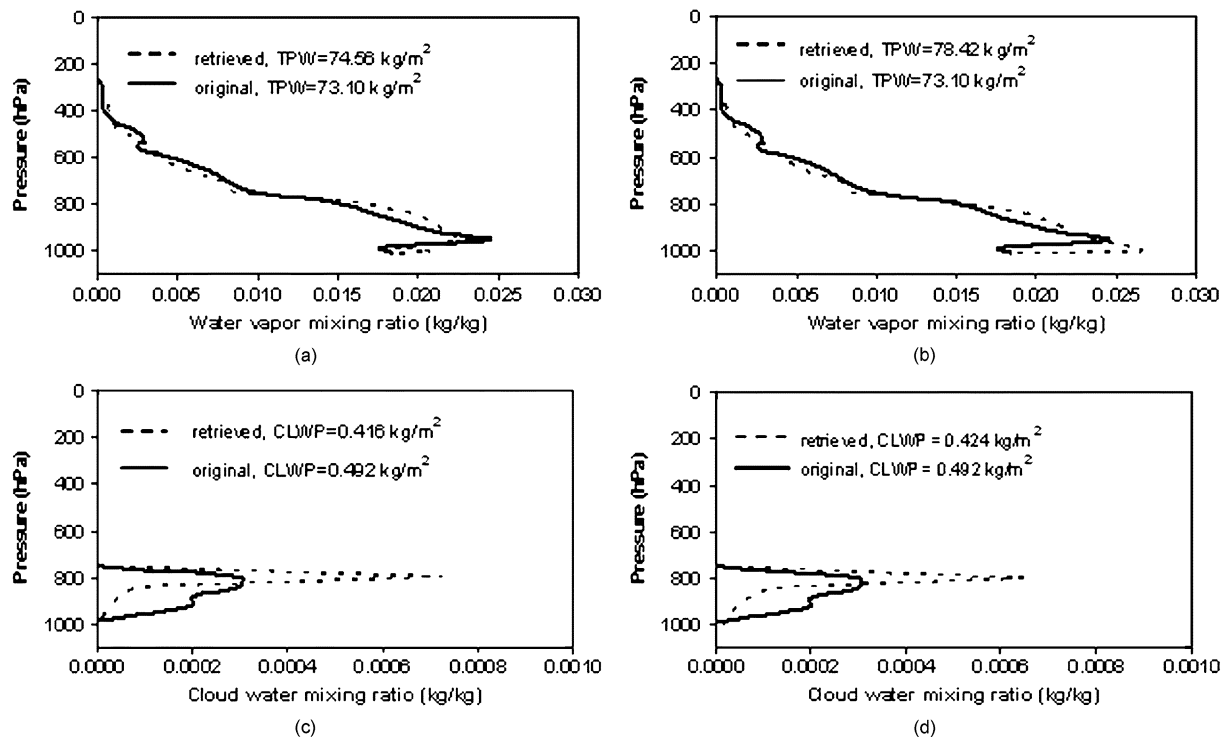 0
200
400
600
800
1000
Pressure (hPa)
retrieved, TPW=74.56 kg/m²
original, TPW=73.10 kg/m²
0.000 0.005 0.010 0.015 0.020 0.025 0.030
Water vapor mixing ratio (kg/kg)
(a)
0
200
400
600
800
1000
Pressure (hPa)
retrieved, TPW=78.42 kg/m²
original, TPW=73.10 kg/m²
0.000 0.005 0.010 0.015 0.020 0.025 0.030
Water vapor mixing ratio (kg/kg)
(b)
0
200
400
600
800
1000
Pressure (hPa)
retrieved, CLWP=0.416 kg/m²
original, CLWP=0.492 kg/m²
0.0000 0.0002 0.0004 0.0006 0.0008 0.0010
Cloud water mixing ratio (kg/kg)
(c)
0
200
400
600
800
1000
Pressure (hPa)
retrieved, CLWP = 0.424 kg/m²
original, CLWP = 0.492 kg/m²
0.0000 0.0002 0.0004 0.0006 0.0008 0.0010
Cloud water mixing ratio (kg/kg)
(d)